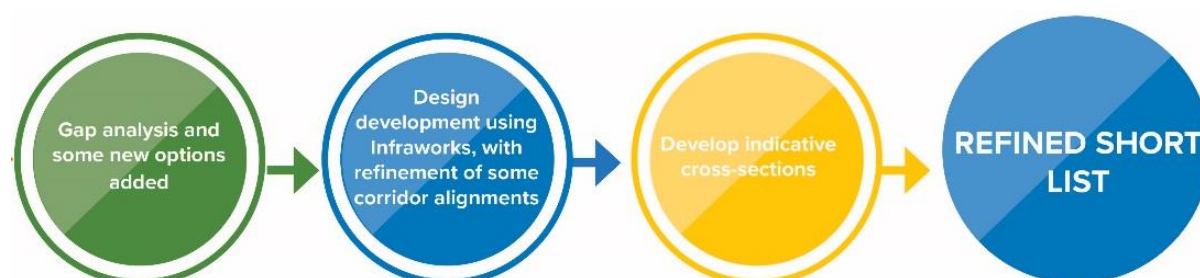 Gap analysis and
some new options
added
Design
development using
Infraworks, with
refinement of some
corridor alignments
Develop indicative
cross-sections
REFINED SHORT
LIST